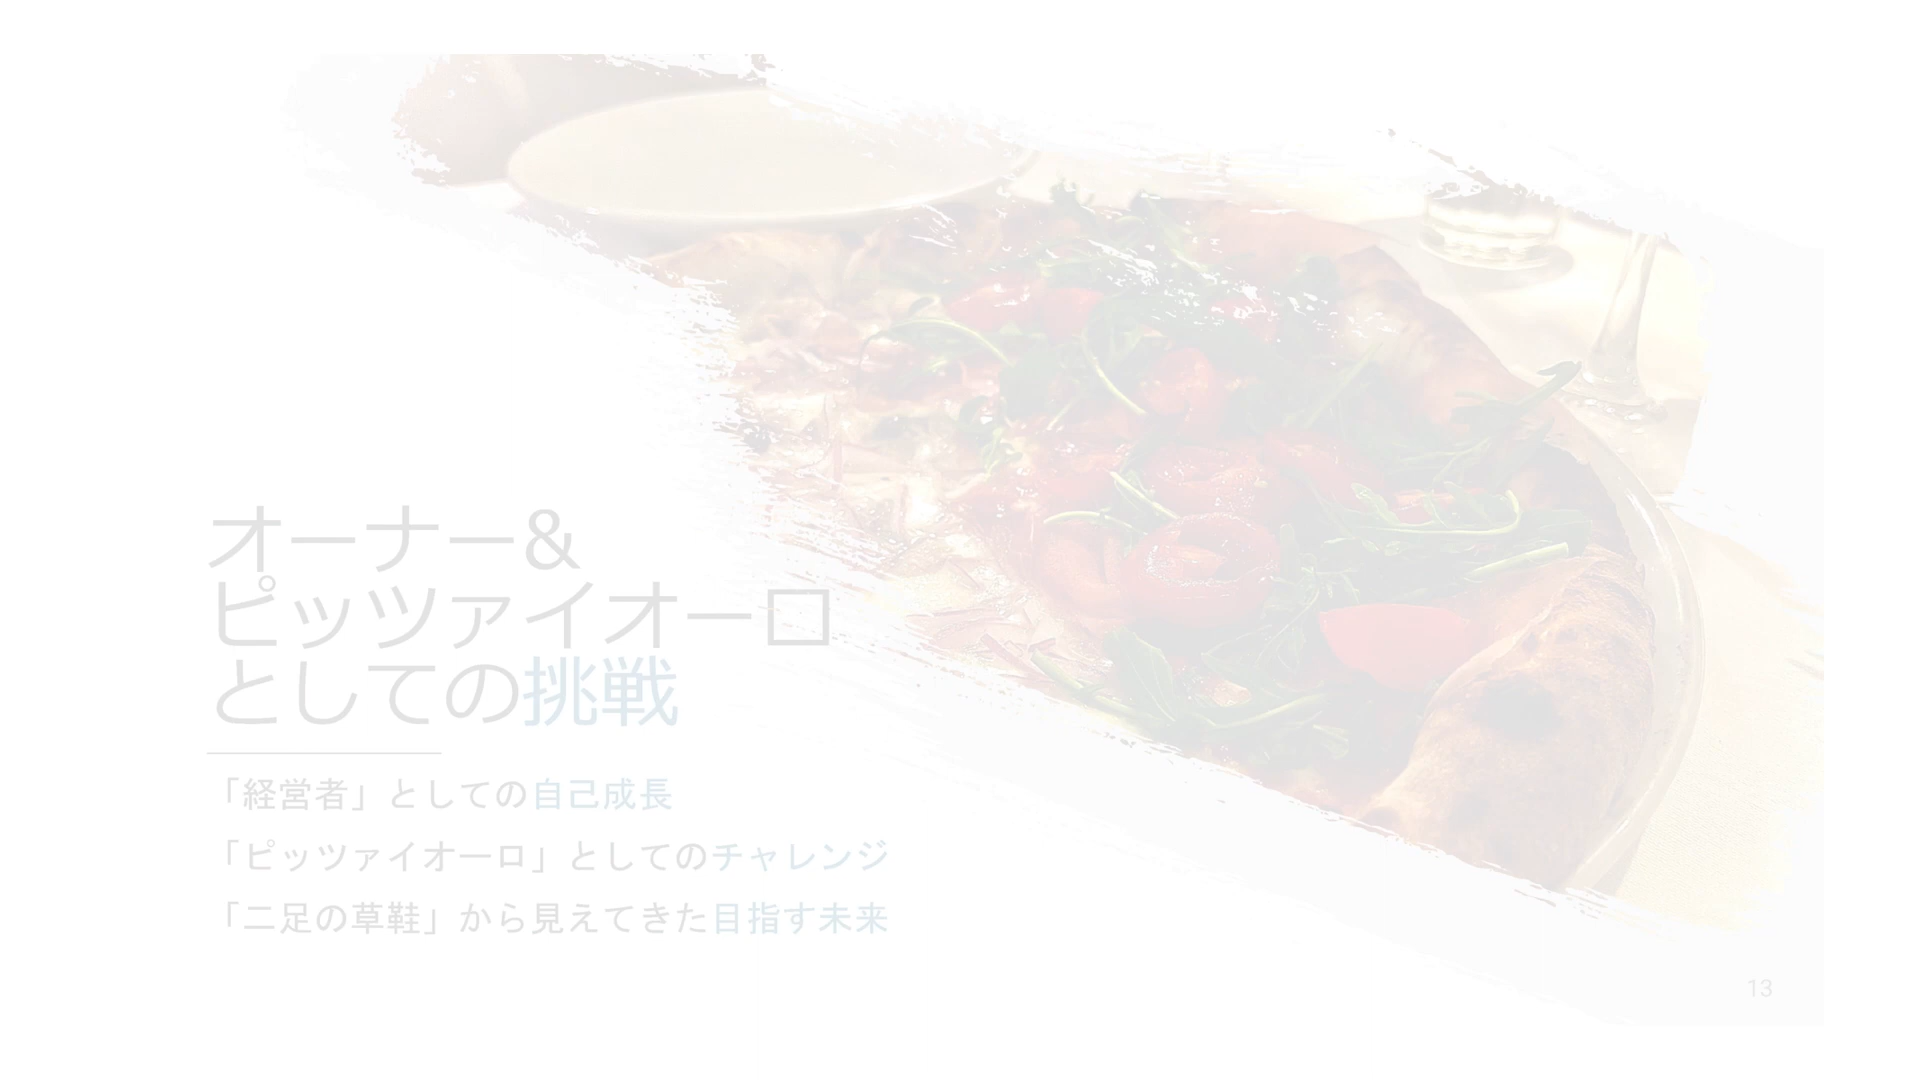 オーナー&
ピッツァイオーロ
としての挑戦
「経営者」としての自己成長
「ピッツァイオーロ」としてのチャレンジ
「二足の草鞋」から見えてきた目指す未来
13